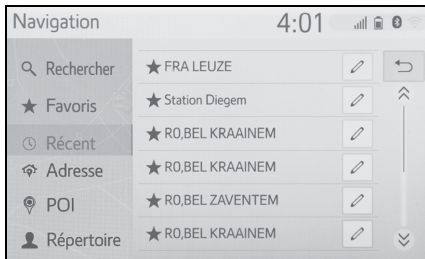 Navigation 4:01
Rechercher
Favoris
Récent
Adresse
POI
Répertoire
FRA LEUZE
Station Diegem
R0,BEL KRAAINEM
R0,BEL KRAAINEM
R0,BEL ZAVENTEM
R0,BEL KRAAINEM